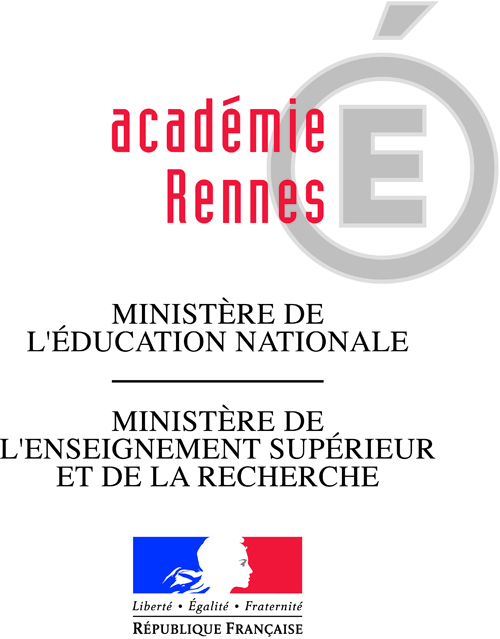 académie
Rennes
É
MINISTÈRE DE
L'ÉDUCATION NATIONALE
MINISTÈRE DE
L'ENSEIGNEMENT SUPÉRIEUR
ET DE LA RECHERCHE
Liberté • Égalité • Fraternité
RÉPUBLIQUE FRANÇAISE